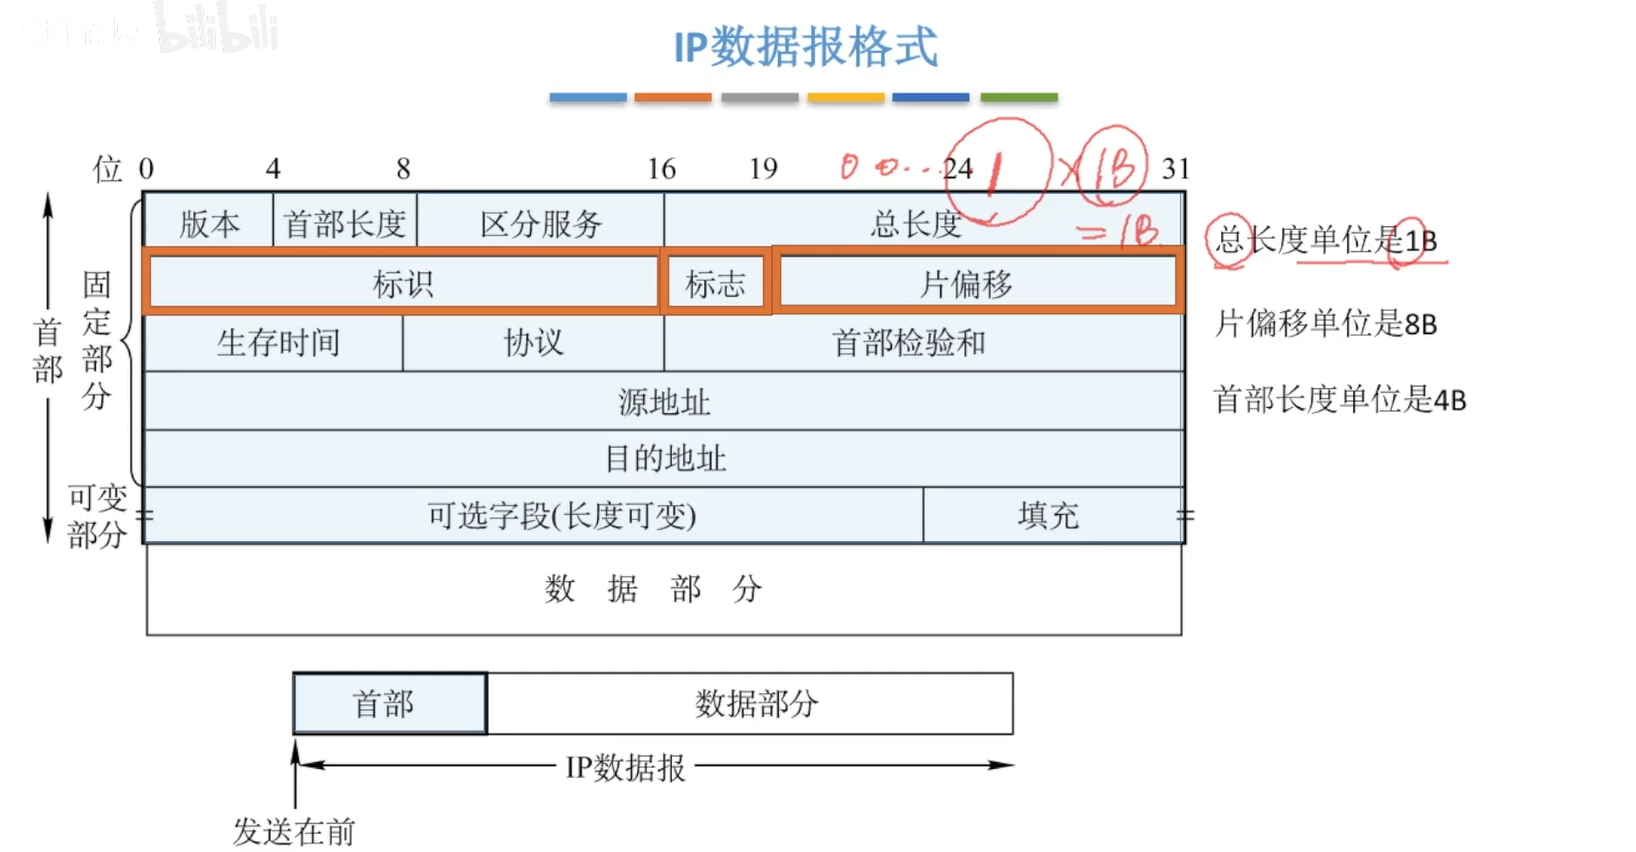 bilibili
IP数据报格式
位 0 4 8 16 19 24 31
0 0 ... 1 × 1B
= 1B
版本 首部长度 区分服务 总长度
总长度单位是1B
标识 标志 片偏移
片偏移单位是8B
生存时间 协议 首部检验和
首部长度单位是4B
源地址
目的地址
可选字段(长度可变) 填充
首部
固定部分
可变
部分
数据部分
首部 数据部分
IP数据报
发送在前